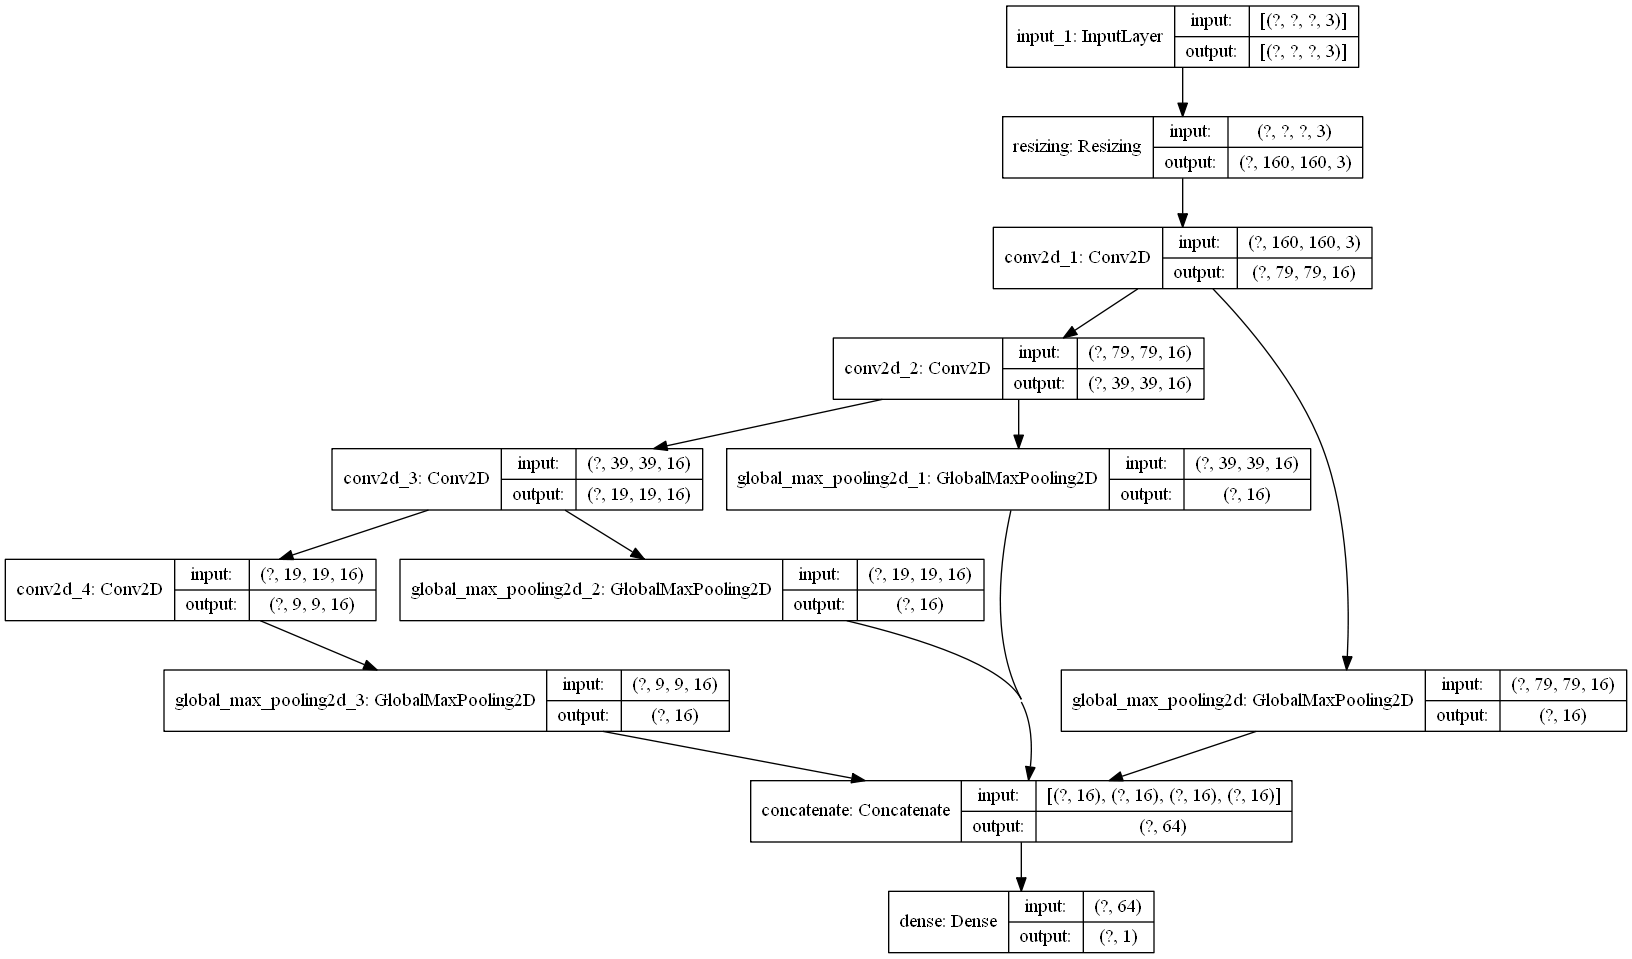 input_1: InputLayer
input:
[(?, ?, ?, 3)]
output:
[(?, ?, ?, 3)]
resizing: Resizing
input:
(?, ?, ?, 3)
output:
(?, 160, 160, 3)
conv2d_1: Conv2D
input:
(?, 160, 160, 3)
output:
(?, 79, 79, 16)
conv2d_2: Conv2D
input:
(?, 79, 79, 16)
output:
(?, 39, 39, 16)
conv2d_3: Conv2D
input:
(?, 39, 39, 16)
output:
(?, 19, 19, 16)
global_max_pooling2d_1: GlobalMaxPooling2D
input:
(?, 39, 39, 16)
output:
(?, 16)
conv2d_4: Conv2D
input:
(?, 19, 19, 16)
output:
(?, 9, 9, 16)
global_max_pooling2d_2: GlobalMaxPooling2D
input:
(?, 19, 19, 16)
output:
(?, 16)
global_max_pooling2d_3: GlobalMaxPooling2D
input:
(?, 9, 9, 16)
output:
(?, 16)
global_max_pooling2d: GlobalMaxPooling2D
input:
(?, 79, 79, 16)
output:
(?, 16)
concatenate: Concatenate
input:
[(?, 16), (?, 16), (?, 16), (?, 16)]
output:
(?, 64)
dense: Dense
input:
(?, 64)
output:
(?, 1)